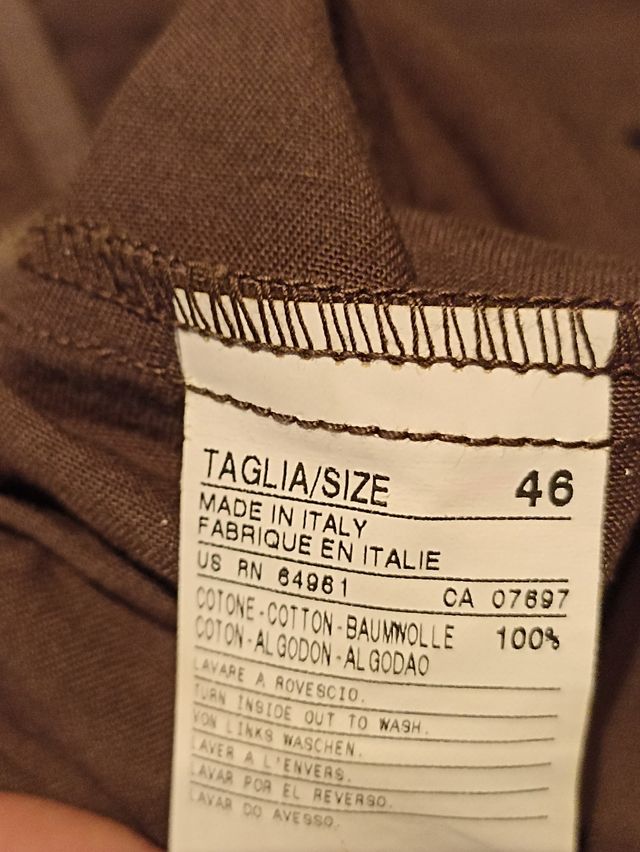 TAGLIA/SIZE 46
MADE IN ITALY
FABRIQUE EN ITALIE
US RN 64961 CA 07697
COTONE-COTTON-BAUMWOLLE 100%
COTON-ALGODON-ALGODAO
LAVARE A ROVESCIO.
TURN INSIDE OUT TO WASH.
VON LINKS WASCHEN.
LAVER A L'ENVERS.
LAVAR POR EL REVERSO.
LAVAR DO AVESSO.